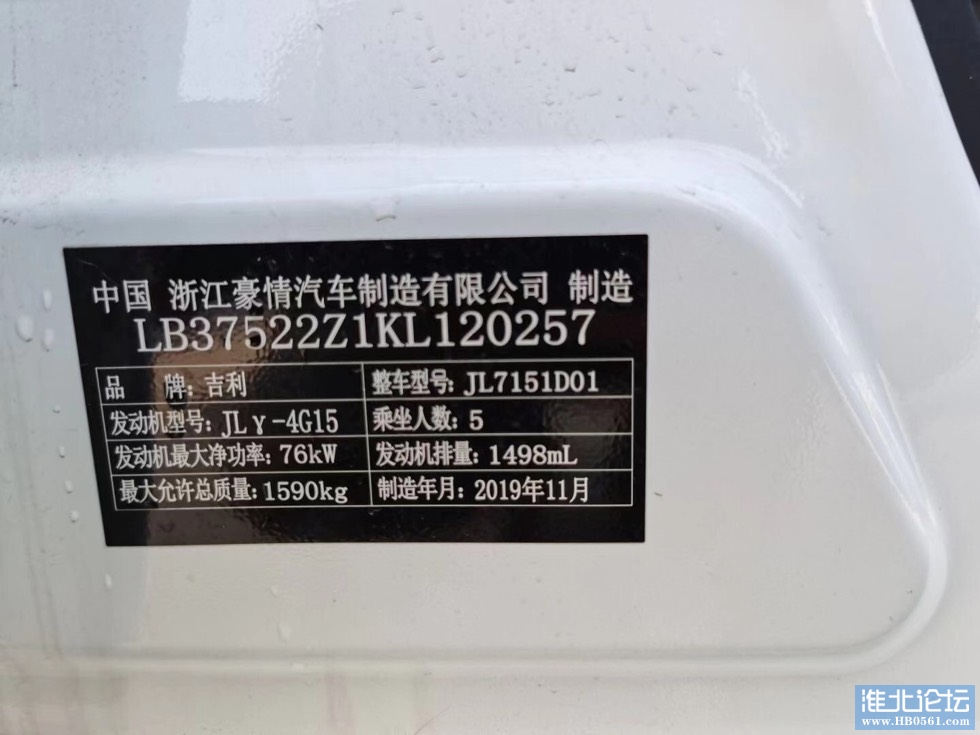 中国 浙江豪情汽车制造有限公司 制造
LB37522Z1KL120257
品 牌: 吉利 整车型号: JL7151D01
发动机型号: JLγ-4G15 乘坐人数: 5
发动机最大净功率: 76kW 发动机排量: 1498mL
最大允许总质量: 1590kg 制造年月: 2019年11月
淮北论坛
www.HB0561.com